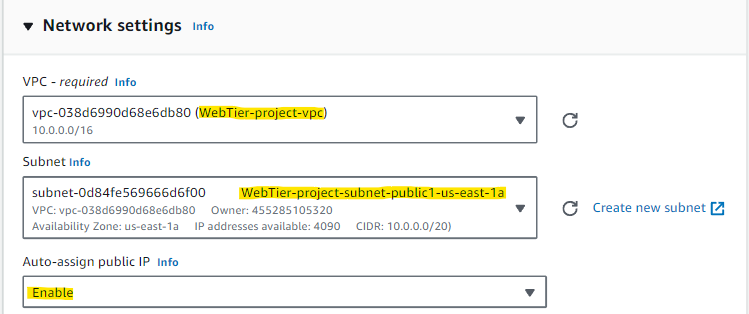 Network settings Info
VPC - required Info
vpc-038d6990d68e6db80 (WebTier-project-vpc)
10.0.0.0/16
Subnet Info
subnet-0d84fe569666d6f00 WebTier-project-subnet-public1-us-east-1a
VPC: vpc-038d6990d68e6db80 Owner: 455285105320
Availability Zone: us-east-1a IP addresses available: 4090 CIDR: 10.0.0.0/20)
Create new subnet
Auto-assign public IP Info
Enable